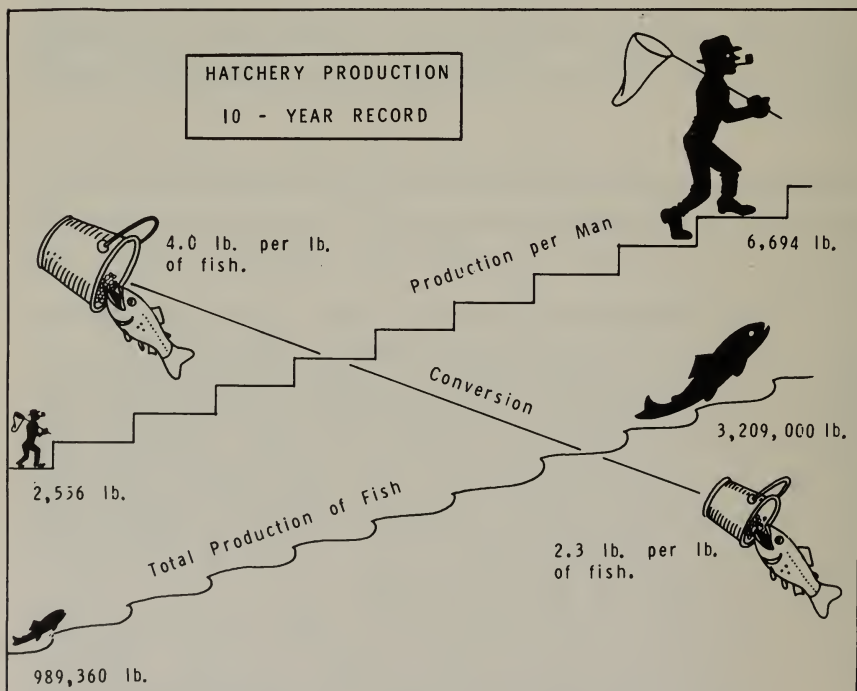 HATCHERY PRODUCTION
10 - YEAR RECORD
4.0 lb. per lb.
of fish.
Production per Man
6,694 lb.
Conversion
3,209,000 lb.
2,556 lb.
Total Production of Fish
2.3 lb. per lb.
of fish.
989,360 lb.